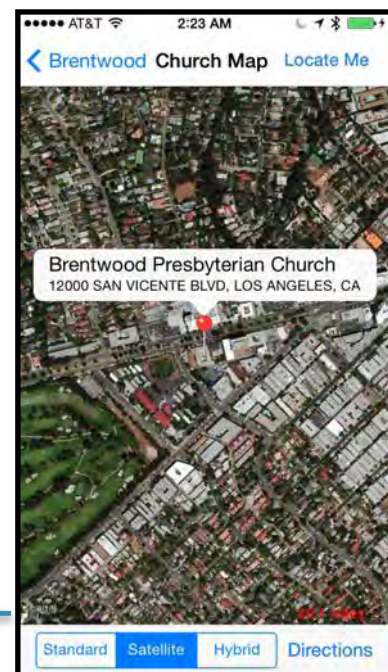 AT&T 2:23 AM
Brentwood Church Map Locate Me
Brentwood Presbyterian Church
12000 SAN VICENTE BLVD, LOS ANGELES, CA
Standard Satellite Hybrid Directions